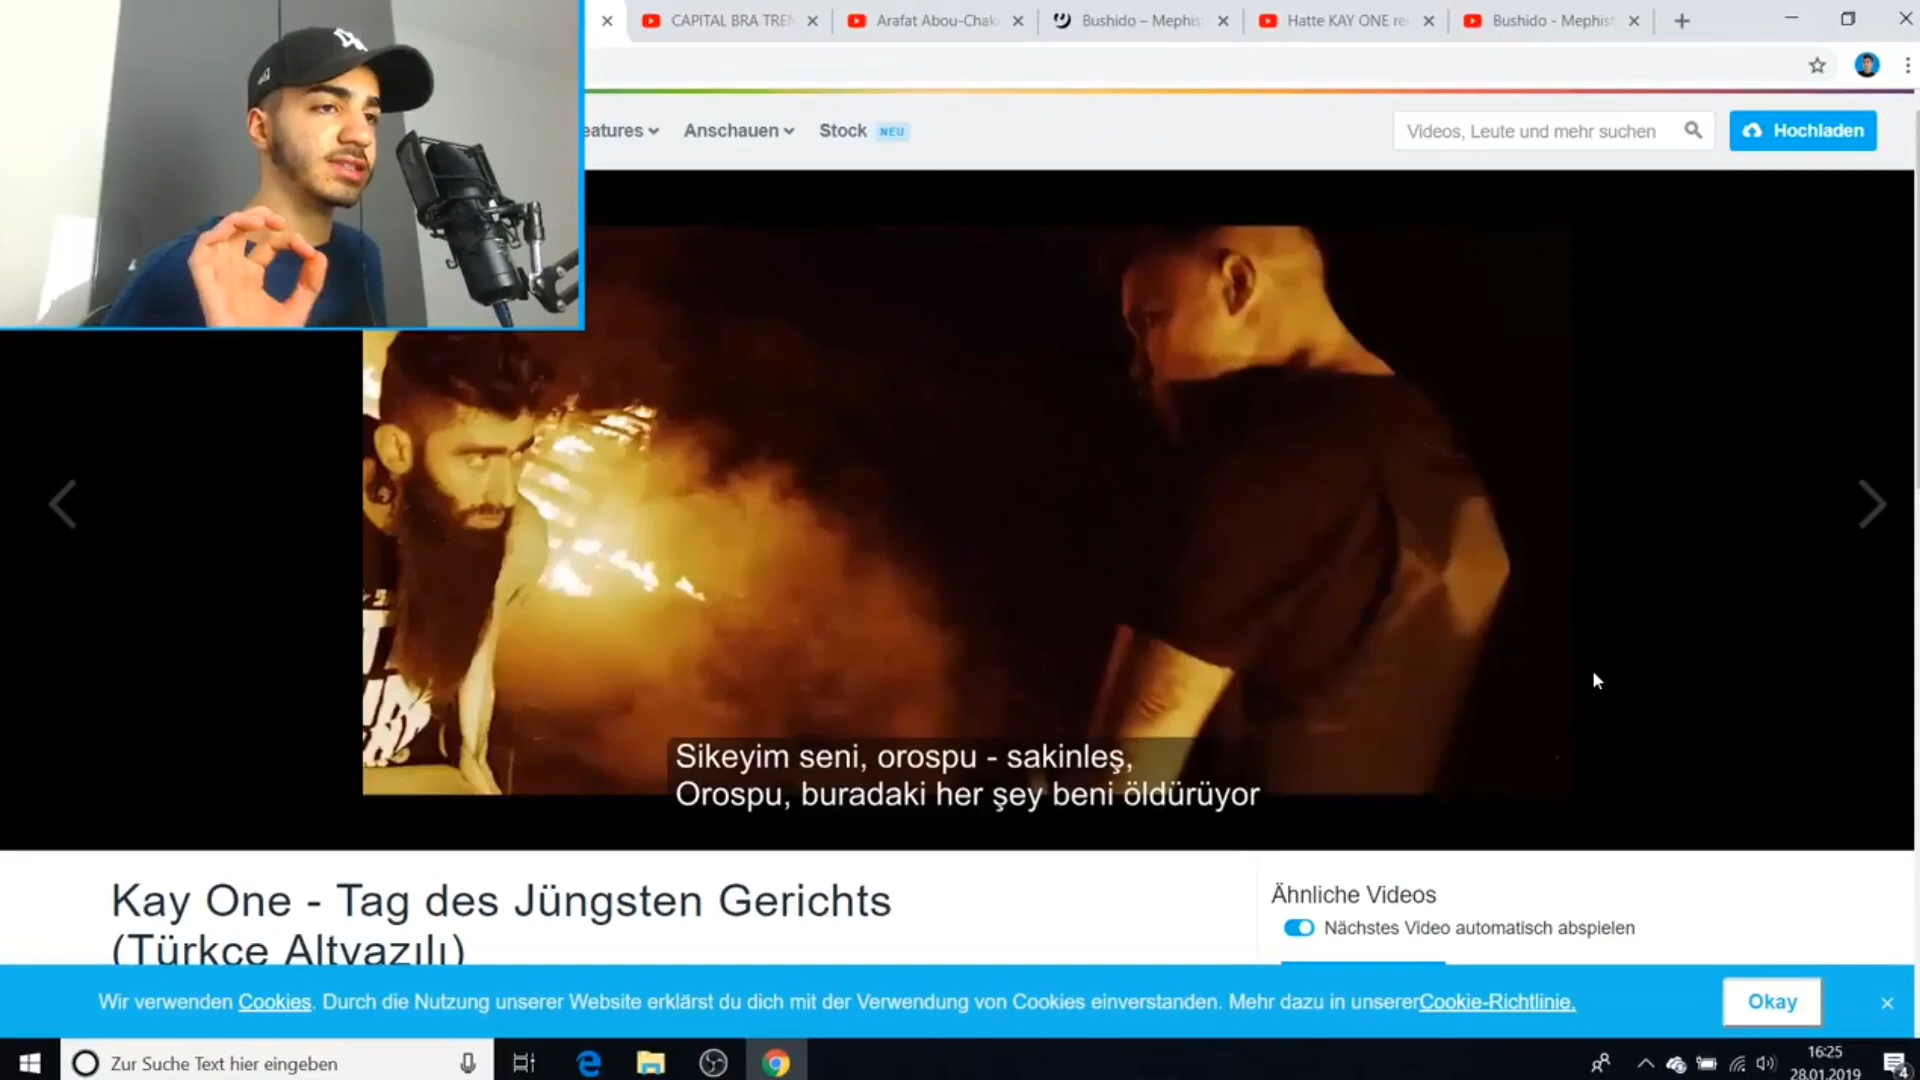 CAPITAL BRA TREN
Arafat Abou-Chak
Bushido – Mephis
Hatte KAY ONE re
Bushido - Mephist
eatures
Anschauen
Stock
NEU
Videos, Leute und mehr suchen
Hochladen
Sikeyim seni, orospu - sakinleş,
Orospu, buradaki her şey beni öldürüyor
Kay One - Tag des Jüngsten Gerichts
(Türkçe Altyazılı)
Ähnliche Videos
Nächstes Video automatisch abspielen
Wir verwenden Cookies. Durch die Nutzung unserer Website erklärst du dich mit der Verwendung von Cookies einverstanden. Mehr dazu in unserer Cookie-Richtlinie.
Okay
Zur Suche Text hier eingeben
16:25
28.01.2019
4